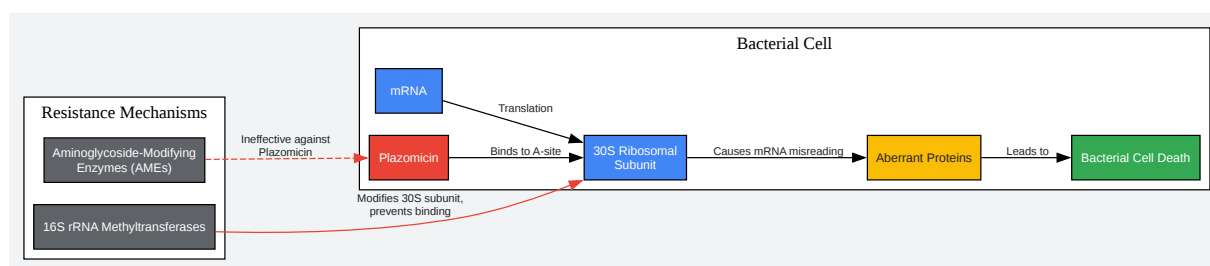 Bacterial Cell
mRNA
Translation
Resistance Mechanisms
Aminoglycoside-Modifying
Enzymes (AMEs)
Ineffective against
Plazomicin
Plazomicin
Binds to A-site
30S Ribosomal
Subunit
Causes mRNA misreading
Aberrant Proteins
Leads to
Bacterial Cell Death
16S rRNA Methyltransferases
Modifies 30S subunit,
prevents binding